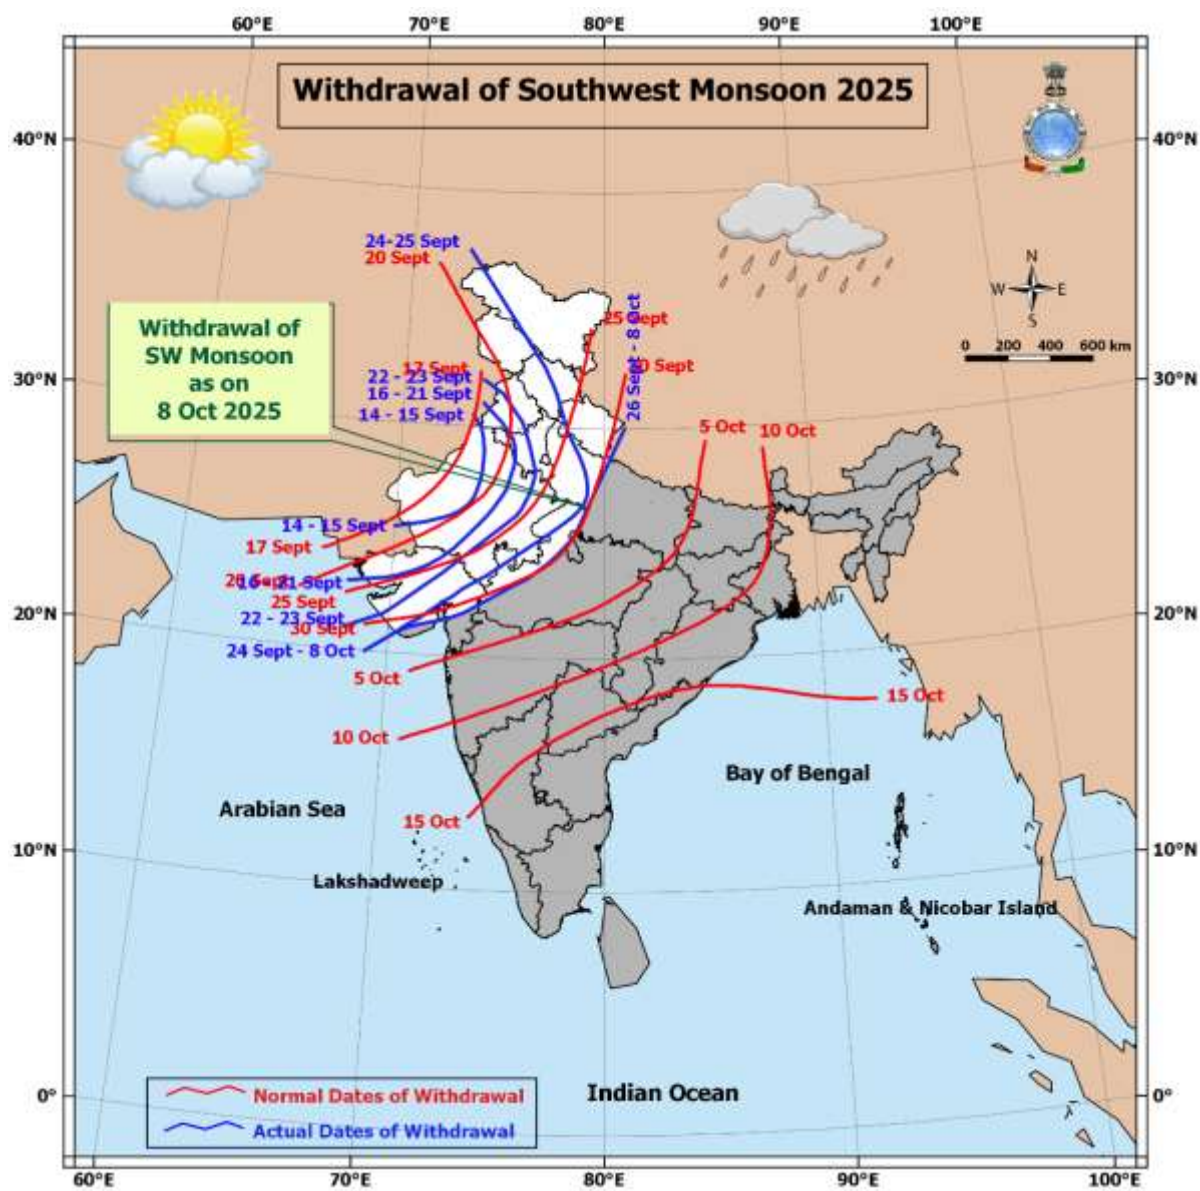 60°E 70°E 80°E 90°E 100°E
Withdrawal of Southwest Monsoon 2025
40°N 40°N
24-25 Sept
20 Sept
N
W E
S
0 200 400 600 km
Withdrawal of
SW Monsoon
as on
8 Oct 2025
25 Sept
26 Sept - 8 Oct
17 Sept
30°N 30°N
22 - 23 Sept
16 - 21 Sept
14 - 15 Sept
5 Oct 10 Oct
14 - 15 Sept
17 Sept
16 - 21 Sept
25 Sept
20°N 20°N
22 - 23 Sept
30 Sept
24 Sept - 8 Oct
5 Oct
15 Oct
10 Oct
Bay of Bengal
Arabian Sea
15 Oct
10°N 10°N
Lakshadweep
Andaman & Nicobar Island
Normal Dates of Withdrawal
Indian Ocean
0° 0°
Actual Dates of Withdrawal
60°E 70°E 80°E 90°E 100°E